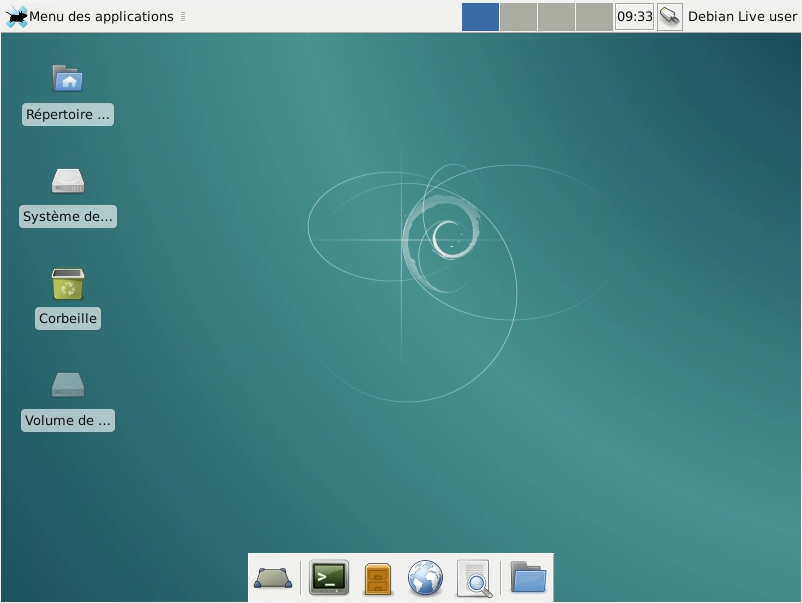 Menu des applications
09:33
Debian Live user
Répertoire ...
Système de...
Corbeille
Volume de ...
>_